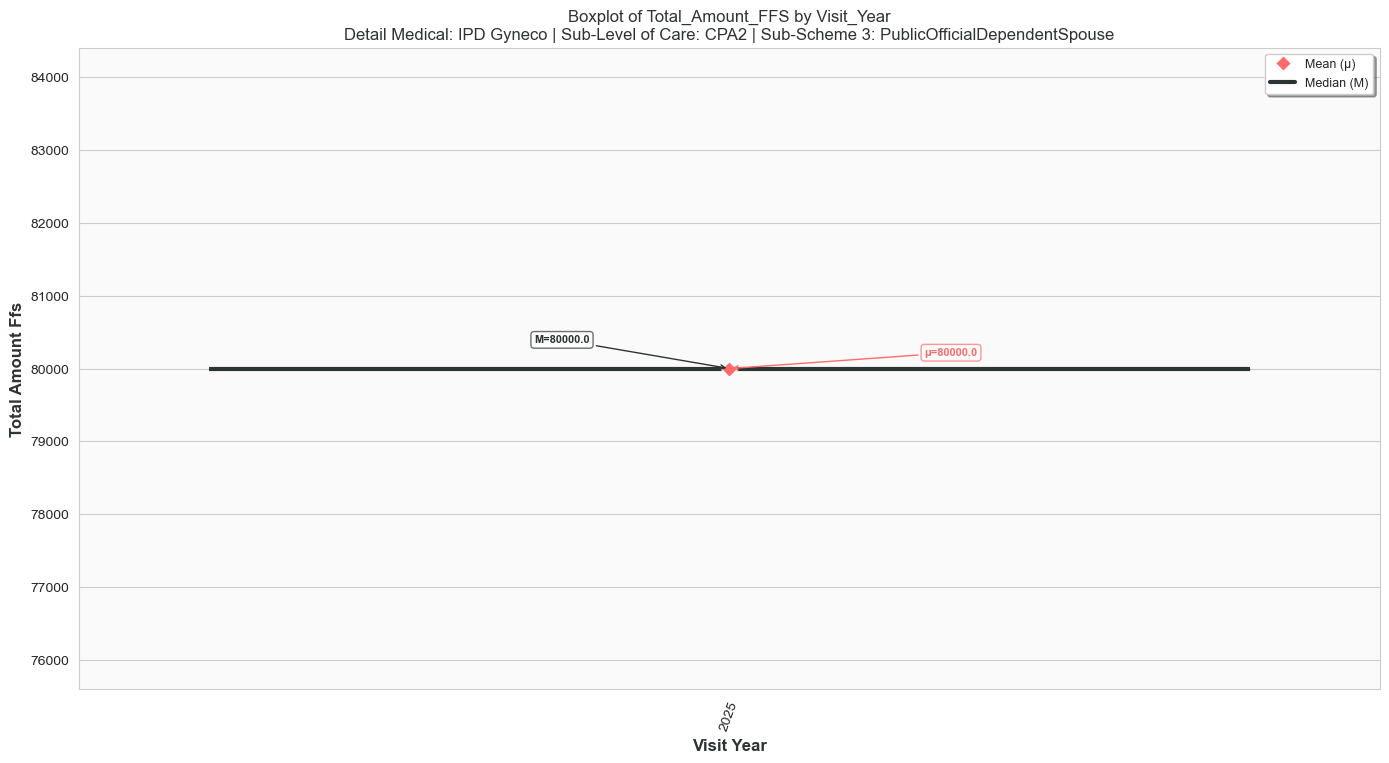 Boxplot of Total_Amount_FFS by Visit_Year
Detail Medical: IPD Gyneco | Sub-Level of Care: CPA2 | Sub-Scheme 3: PublicOfficialDependentSpouse
Mean (μ)
Median (M)
84000
83000
82000
81000
80000
79000
78000
77000
76000
Total Amount Ffs
M=80000.0
μ=80000.0
2025
Visit Year